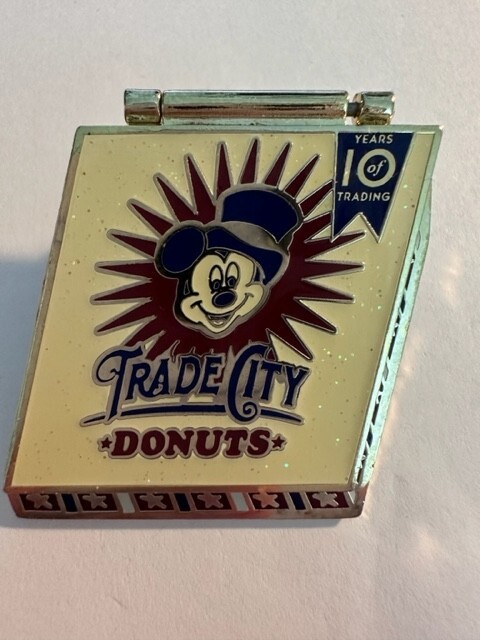 YEARS
10 of
TRADING
TRADE CITY
DONUTS